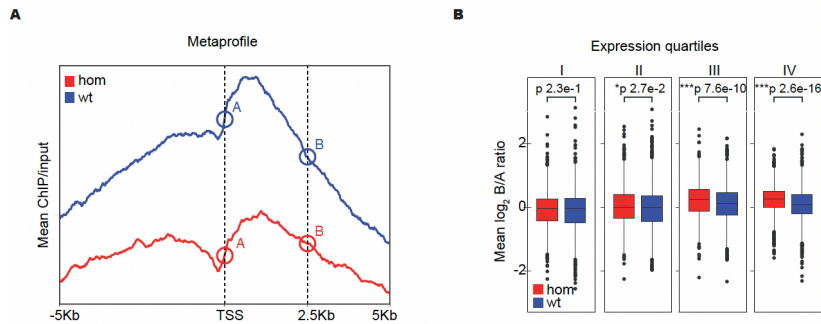 A
Metaprofile
hom
wt
A
B
A
B
Mean ChIP/input
-5Kb
TSS
2.5Kb
5Kb
B
Expression quartiles
I
II
III
IV
p 2.3e-1
*p 2.7e-2
***p 7.6e-10
***p 2.6e-16
Mean log2 B/A ratio
2
0
-2
hom
wt